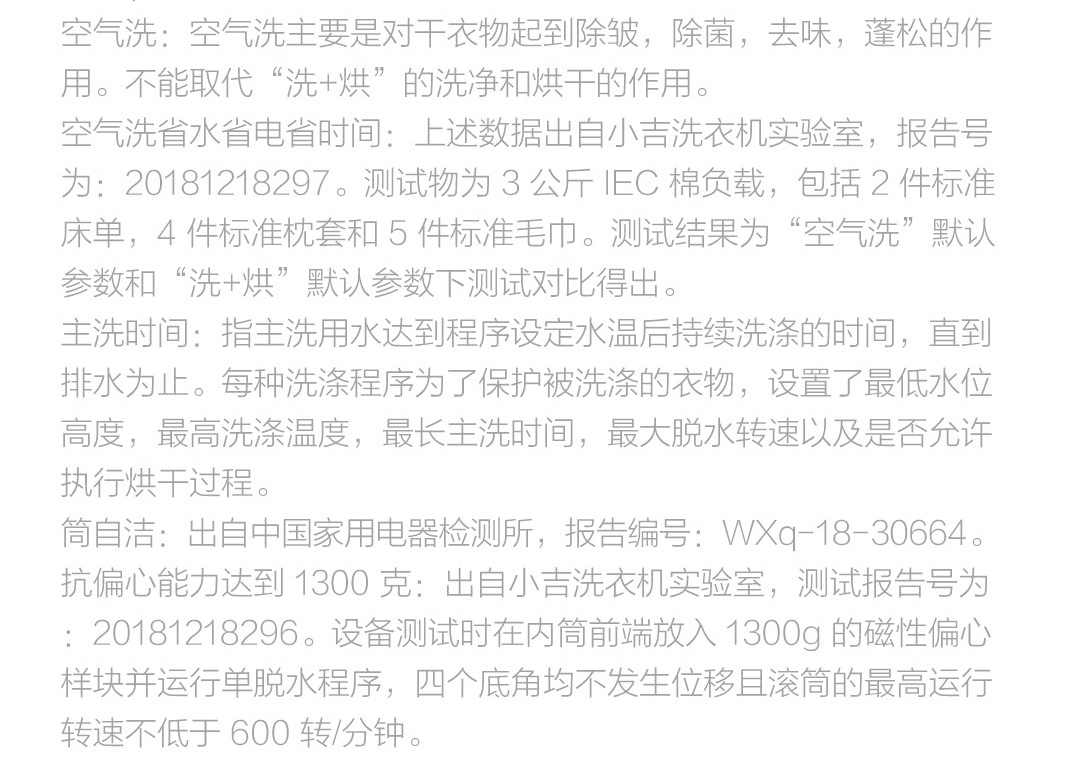 空气洗：空气洗主要是对干衣物起到除皱，除菌，去味，蓬松的作
用。不能取代“洗+烘”的洗净和烘干的作用。
空气洗省水省电省时间：上述数据出自小吉洗衣机实验室，报告号
为：20181218297。测试物为 3 公斤 IEC 棉负载，包括 2 件标准
床单，4 件标准枕套和 5 件标准毛巾。测试结果为“空气洗”默认
参数和“洗+烘”默认参数下测试对比得出。
主洗时间：指主洗用水达到程序设定水温后持续洗涤的时间，直到
排水为止。每种洗涤程序为了保护被洗涤的衣物，设置了最低水位
高度，最高洗涤温度，最长主洗时间，最大脱水转速以及是否允许
执行烘干过程。
筒自洁：出自中国家用电器检测所，报告编号：WXq-18-30664。
抗偏心能力达到 1300 克：出自小吉洗衣机实验室，测试报告号为
：20181218296。设备测试时在内筒前端放入 1300g 的磁性偏心
样块并运行单脱水程序，四个底角均不发生位移且滚筒的最高运行
转速不低于 600 转/分钟。